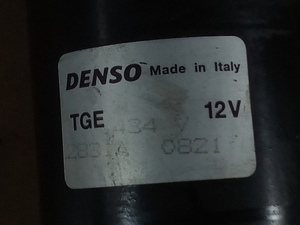 DENSO Made in Italy
TGE 12V
0821